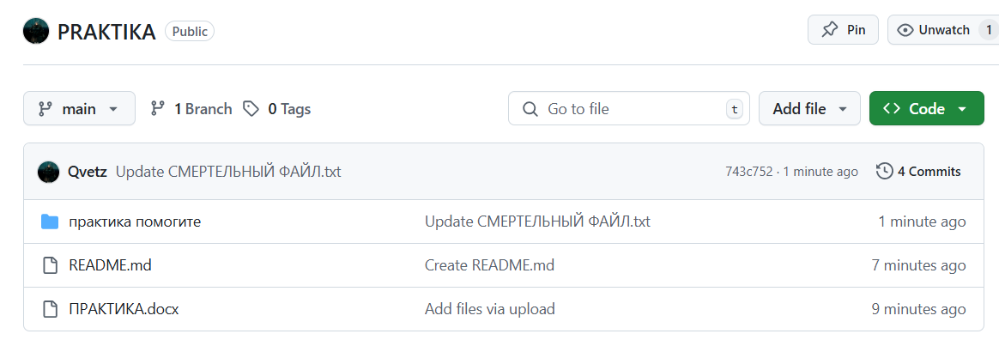 PRAKTIKA Public Pin Unwatch 1
main 1 Branch 0 Tags Go to file t Add file Code
Qvetz Update СМЕРТЕЛЬНЫЙ ФАЙЛ.txt 743c752 · 1 minute ago 4 Commits
практика помогите Update СМЕРТЕЛЬНЫЙ ФАЙЛ.txt 1 minute ago
README.md Create README.md 7 minutes ago
ПРАКТИКА.docx Add files via upload 9 minutes ago